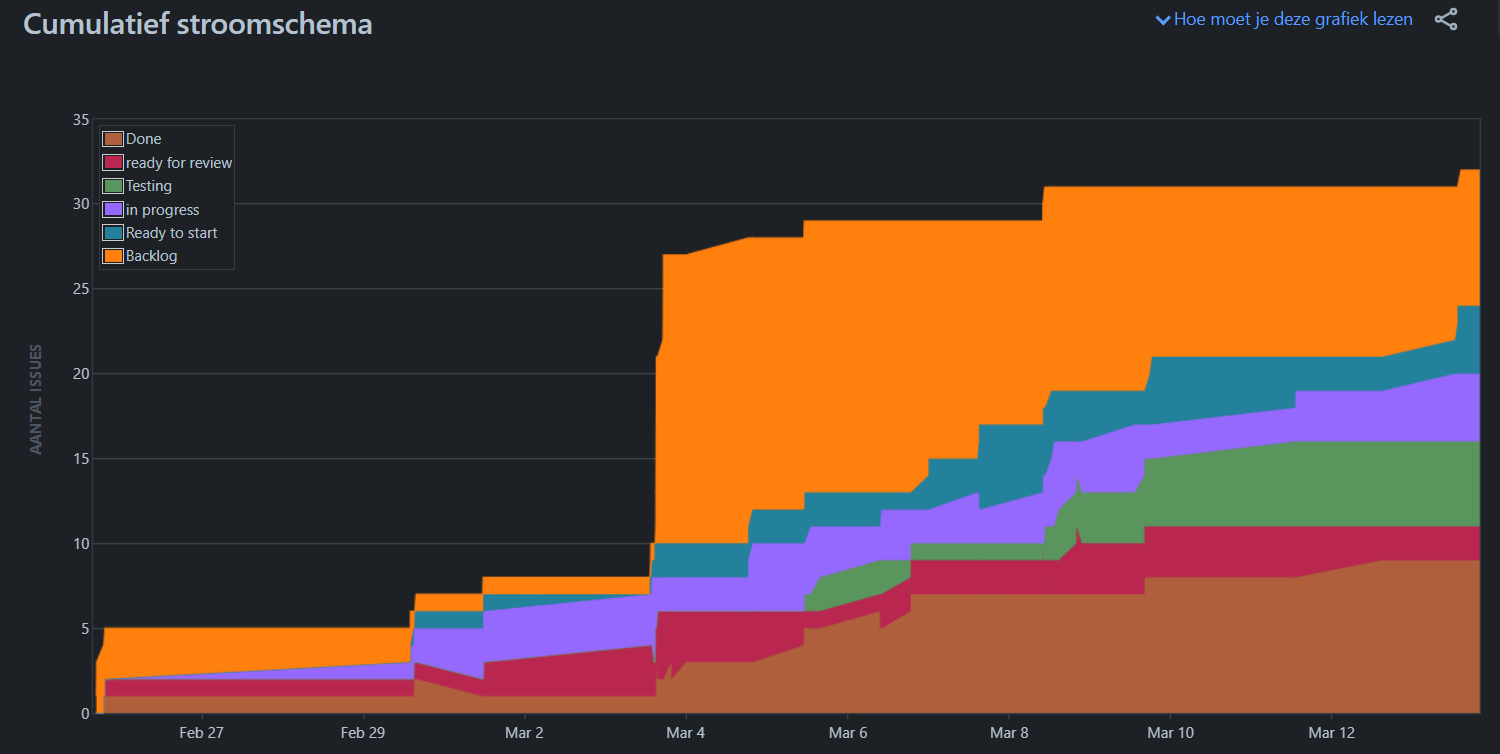 Cumulatief stroomschema
Hoe moet je deze grafiek lezen
35
30
25
20
15
10
5
0
AANTAL ISSUES
Done
ready for review
Testing
in progress
Ready to start
Backlog
Feb 27
Feb 29
Mar 2
Mar 4
Mar 6
Mar 8
Mar 10
Mar 12